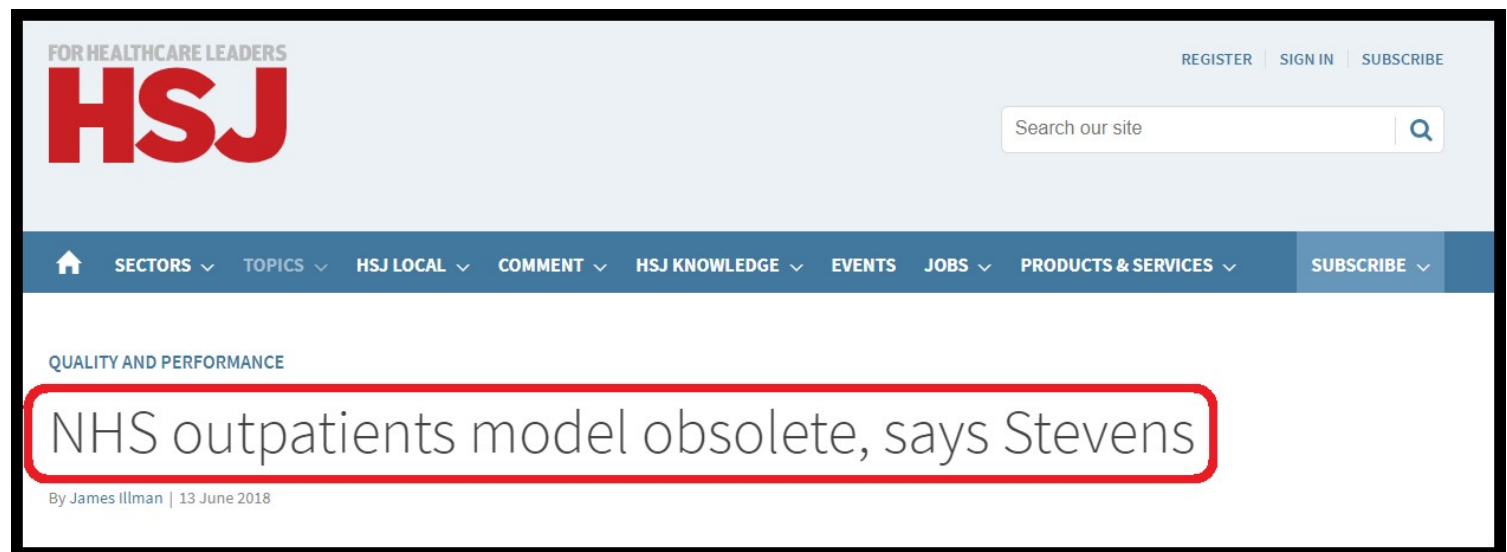 FOR HEALTHCARE LEADERS
HSJ
REGISTER SIGN IN SUBSCRIBE
Search our site
SECTORS TOPICS HSJ LOCAL COMMENT HSJ KNOWLEDGE EVENTS JOBS PRODUCTS & SERVICES SUBSCRIBE
QUALITY AND PERFORMANCE
NHS outpatients model obsolete, says Stevens
By James Illman | 13 June 2018